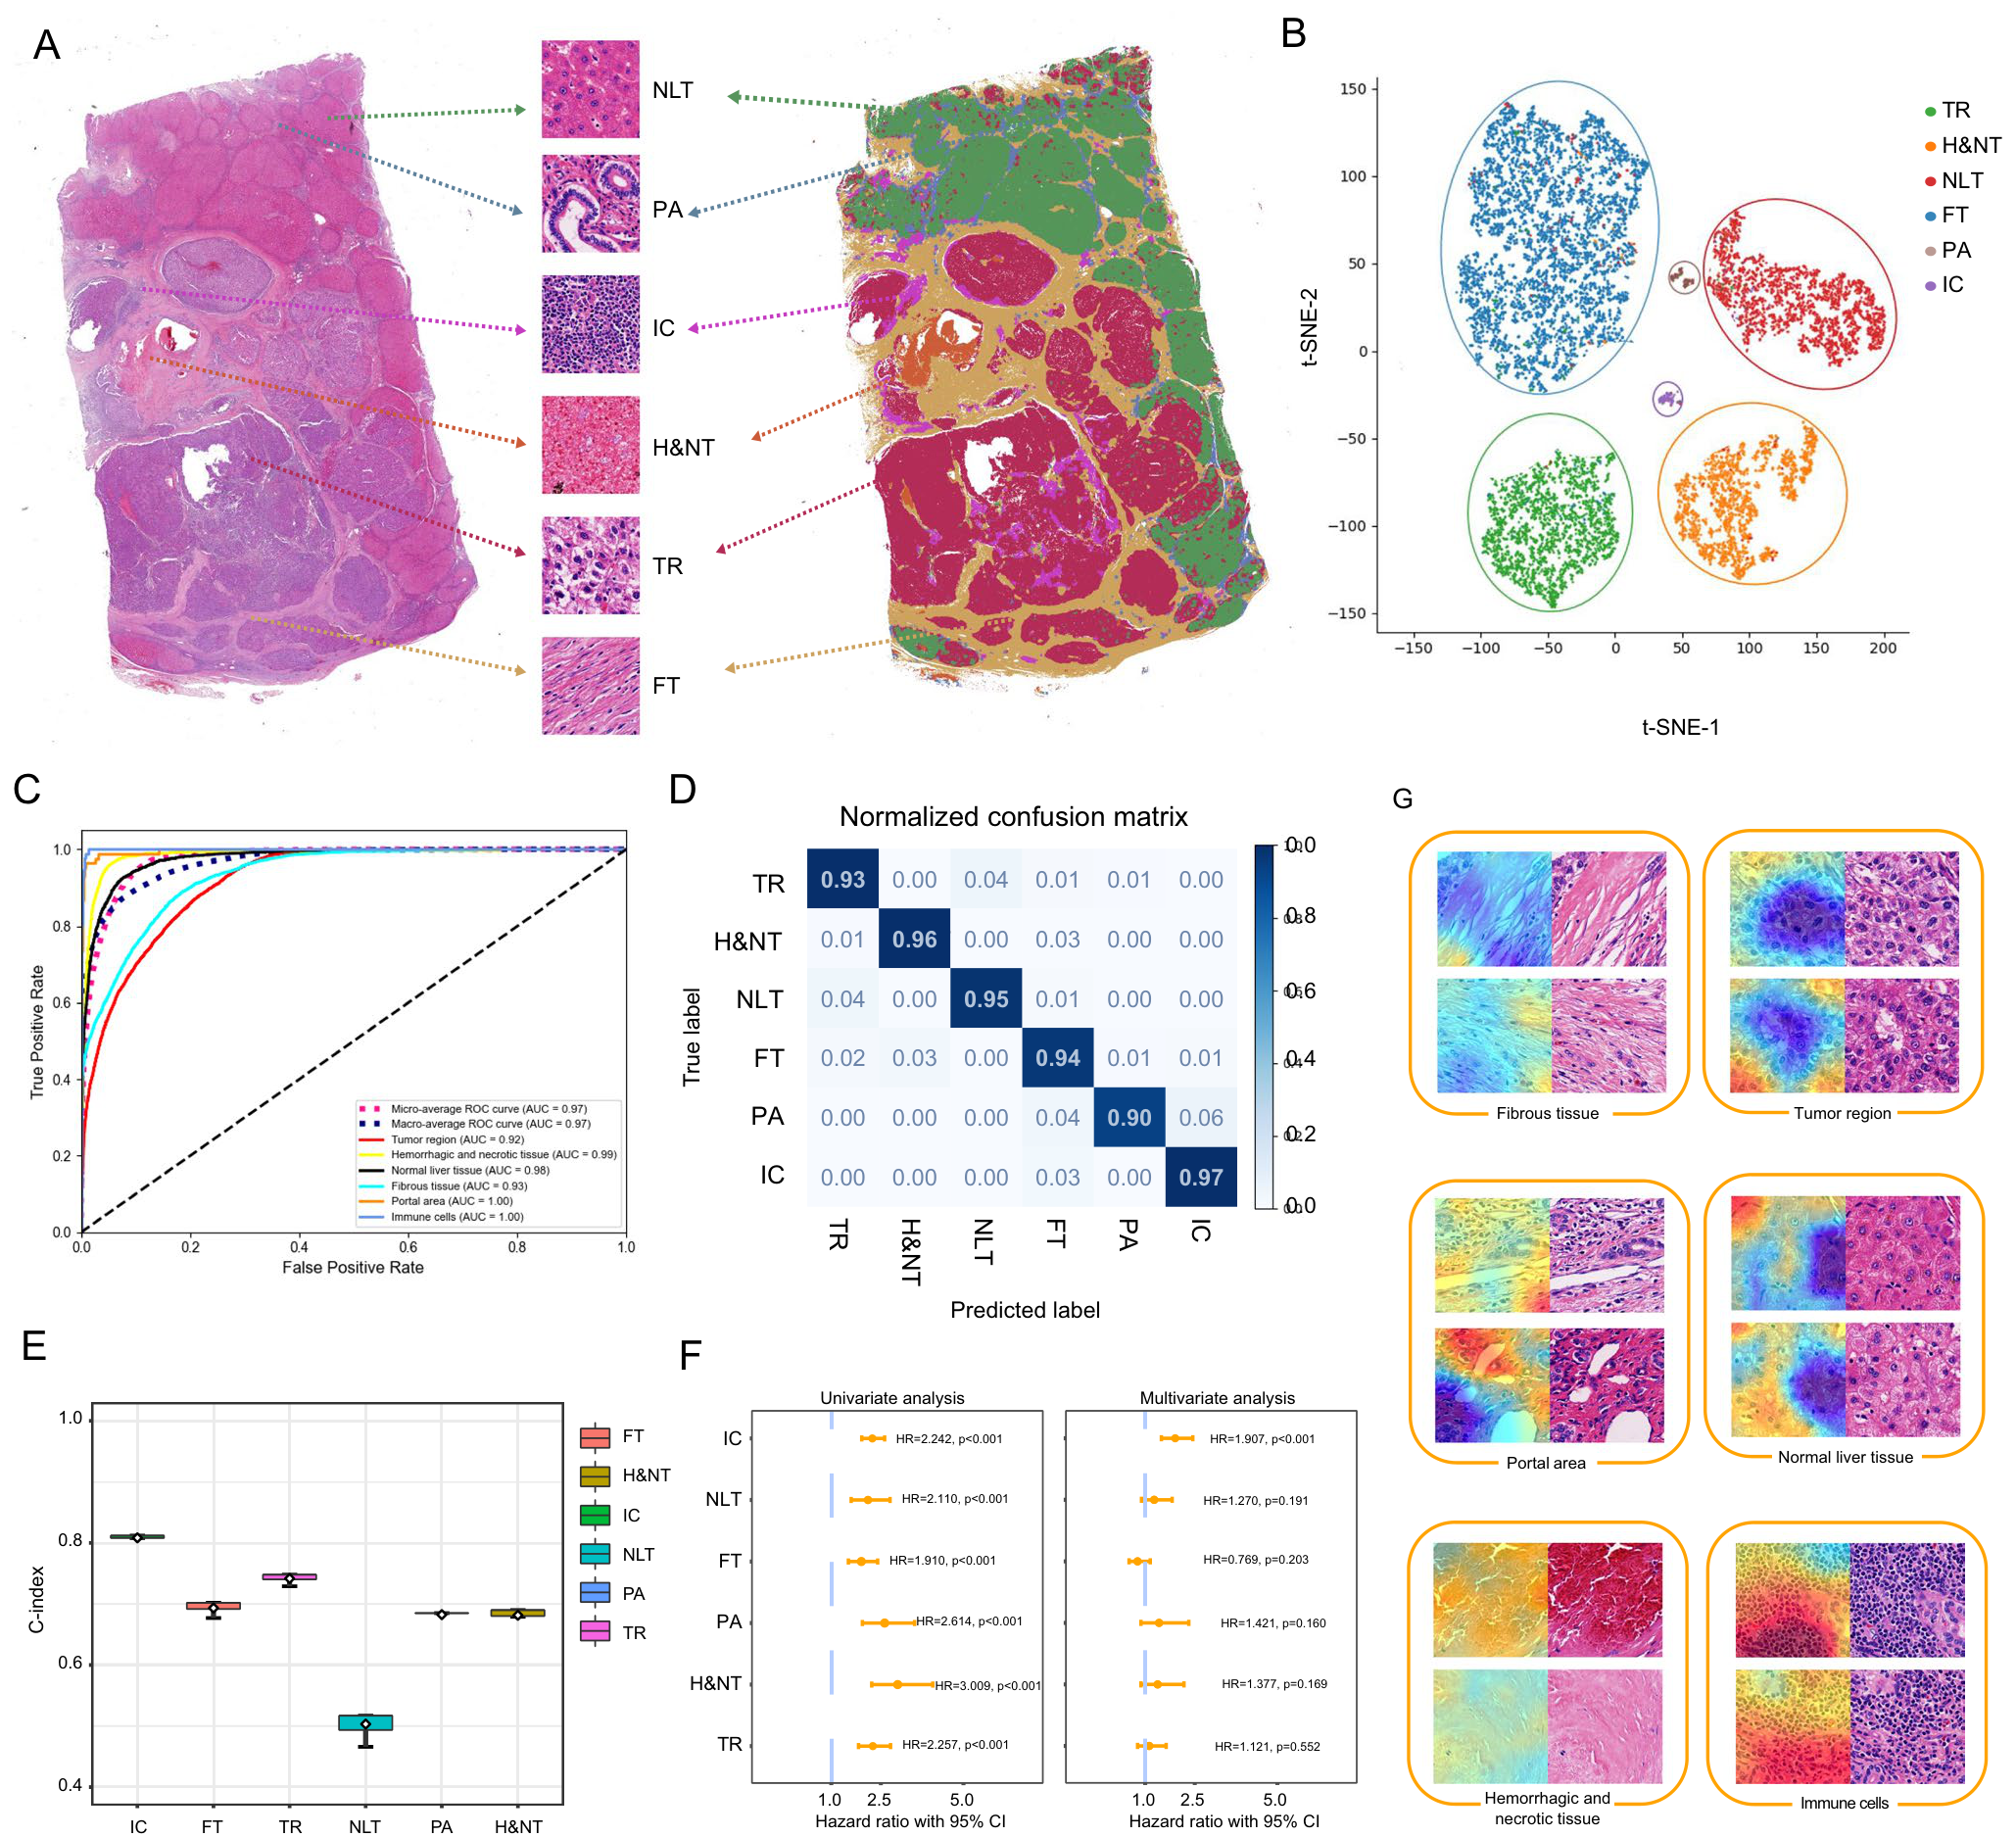 A
NLT
PA
IC
H&NT
TR
FT
B
150
100
50
0
−50
−100
−150
−150
−100
−50
0
50
100
150
200
t-SNE-2
t-SNE-1
TR
H&NT
NLT
FT
PA
IC
C
1.0
0.8
0.6
0.4
0.2
0.0
0.0
0.2
0.4
0.6
0.8
1.0
True Positive Rate
False Positive Rate
Micro-average ROC curve (AUC = 0.97)
Macro-average ROC curve (AUC = 0.97)
Tumor region (AUC = 0.92)
Hemorrhagic and necrotic tissue (AUC = 0.99)
Normal liver tissue (AUC = 0.98)
Fibrous tissue (AUC = 0.93)
Portal area (AUC = 1.00)
Immune cells (AUC = 1.00)
D
Normalized confusion matrix
True label
TR 0.93 0.00 0.04 0.01 0.01 0.00
H&NT 0.01 0.96 0.00 0.03 0.00 0.00
NLT 0.04 0.00 0.95 0.01 0.00 0.00
FT 0.02 0.03 0.00 0.94 0.01 0.01
PA 0.00 0.00 0.00 0.04 0.90 0.06
IC 0.00 0.00 0.00 0.03 0.00 0.97
TR H&NT NLT FT PA IC
Predicted label
0.8
0.6
0.4
0.2
0.0
E
1.0
0.8
0.6
0.4
C-index
IC FT TR NLT PA H&NT
FT
H&NT
IC
NLT
PA
TR
F
Univariate analysis
Multivariate analysis
IC HR=2.242, p<0.001 HR=1.907, p<0.001
NLT HR=2.110, p<0.001 HR=1.270, p=0.191
FT HR=1.910, p<0.001 HR=0.769, p=0.203
PA HR=2.614, p<0.001 HR=1.421, p=0.160
H&NT HR=3.009, p<0.001 HR=1.377, p=0.169
TR HR=2.257, p<0.001 HR=1.121, p=0.552
1.0 2.5 5.0
1.0 2.5 5.0
Hazard ratio with 95% CI
Hazard ratio with 95% CI
G
Fibrous tissue
Tumor region
Portal area
Normal liver tissue
Hemorrhagic and
necrotic tissue
Immune cells